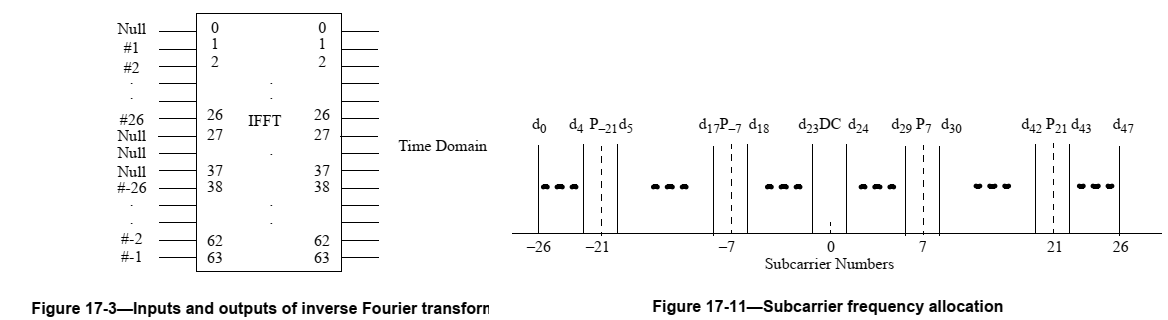 Null 0 0
#1 1 1
#2 2 2
. .
. .
#26 26 IFFT 26
Null 27 27
Null .
Null 37 37
#-26 38 38
. .
. .
#-2 62 62
#-1 63 63
Time Domain
Figure 17-3—Inputs and outputs of inverse Fourier transform
d0 d4 P–21 d5 d17 P–7 d18 d23 DC d24 d29 P7 d30 d42 P21 d43 d47
–26 –21 –7 0 7 21 26
Subcarrier Numbers
Figure 17-11—Subcarrier frequency allocation